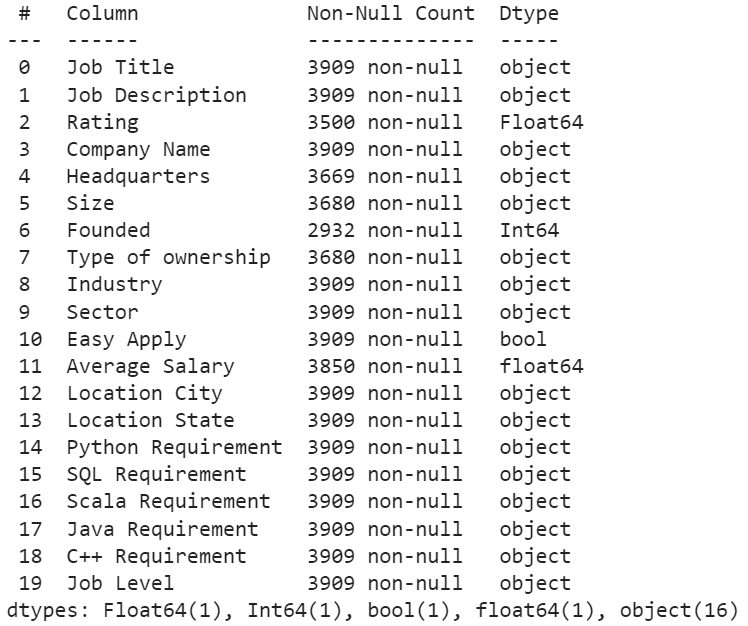 #   Column              Non-Null Count  Dtype
---  ------              --------------  -----
 0   Job Title           3909 non-null   object
 1   Job Description     3909 non-null   object
 2   Rating              3500 non-null   Float64
 3   Company Name        3909 non-null   object
 4   Headquarters        3669 non-null   object
 5   Size                3680 non-null   object
 6   Founded             2932 non-null   Int64
 7   Type of ownership   3680 non-null   object
 8   Industry            3909 non-null   object
 9   Sector              3909 non-null   object
 10  Easy Apply          3909 non-null   bool
 11  Average Salary      3850 non-null   float64
 12  Location City       3909 non-null   object
 13  Location State      3909 non-null   object
 14  Python Requirement  3909 non-null   object
 15  SQL Requirement     3909 non-null   object
 16  Scala Requirement   3909 non-null   object
 17  Java Requirement    3909 non-null   object
 18  C++ Requirement     3909 non-null   object
 19  Job Level           3909 non-null   object
dtypes: Float64(1), Int64(1), bool(1), float64(1), object(16)